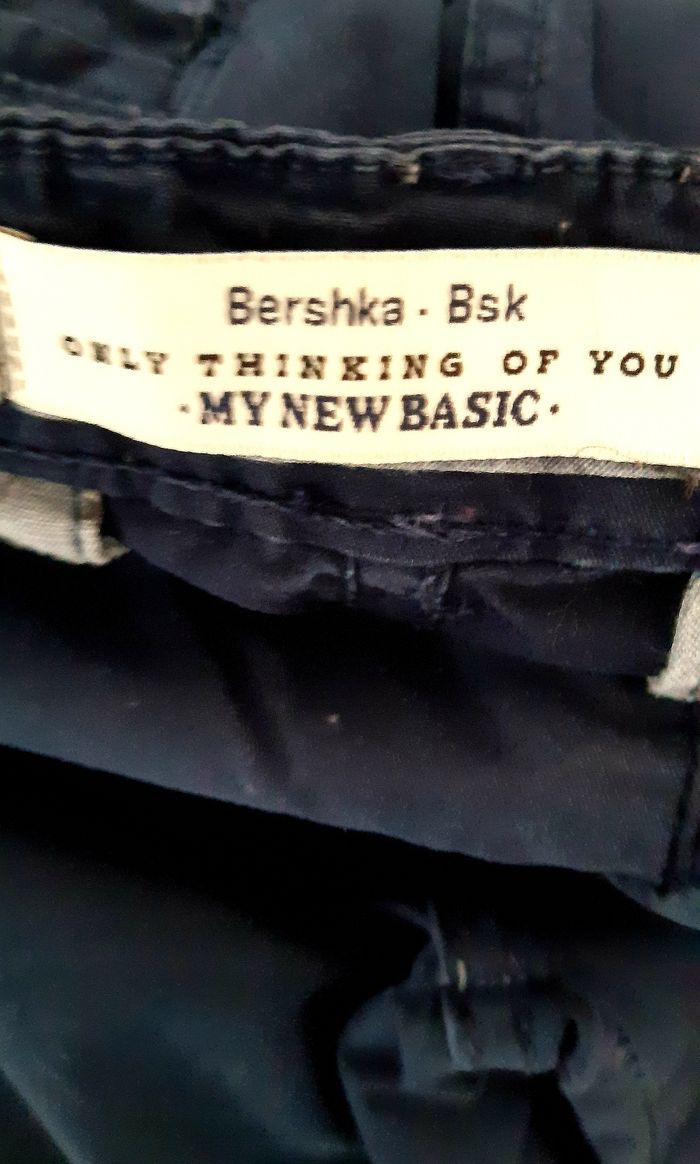 Bershka · Bsk
ONLY THINKING OF YOU
·MY NEW BASIC·